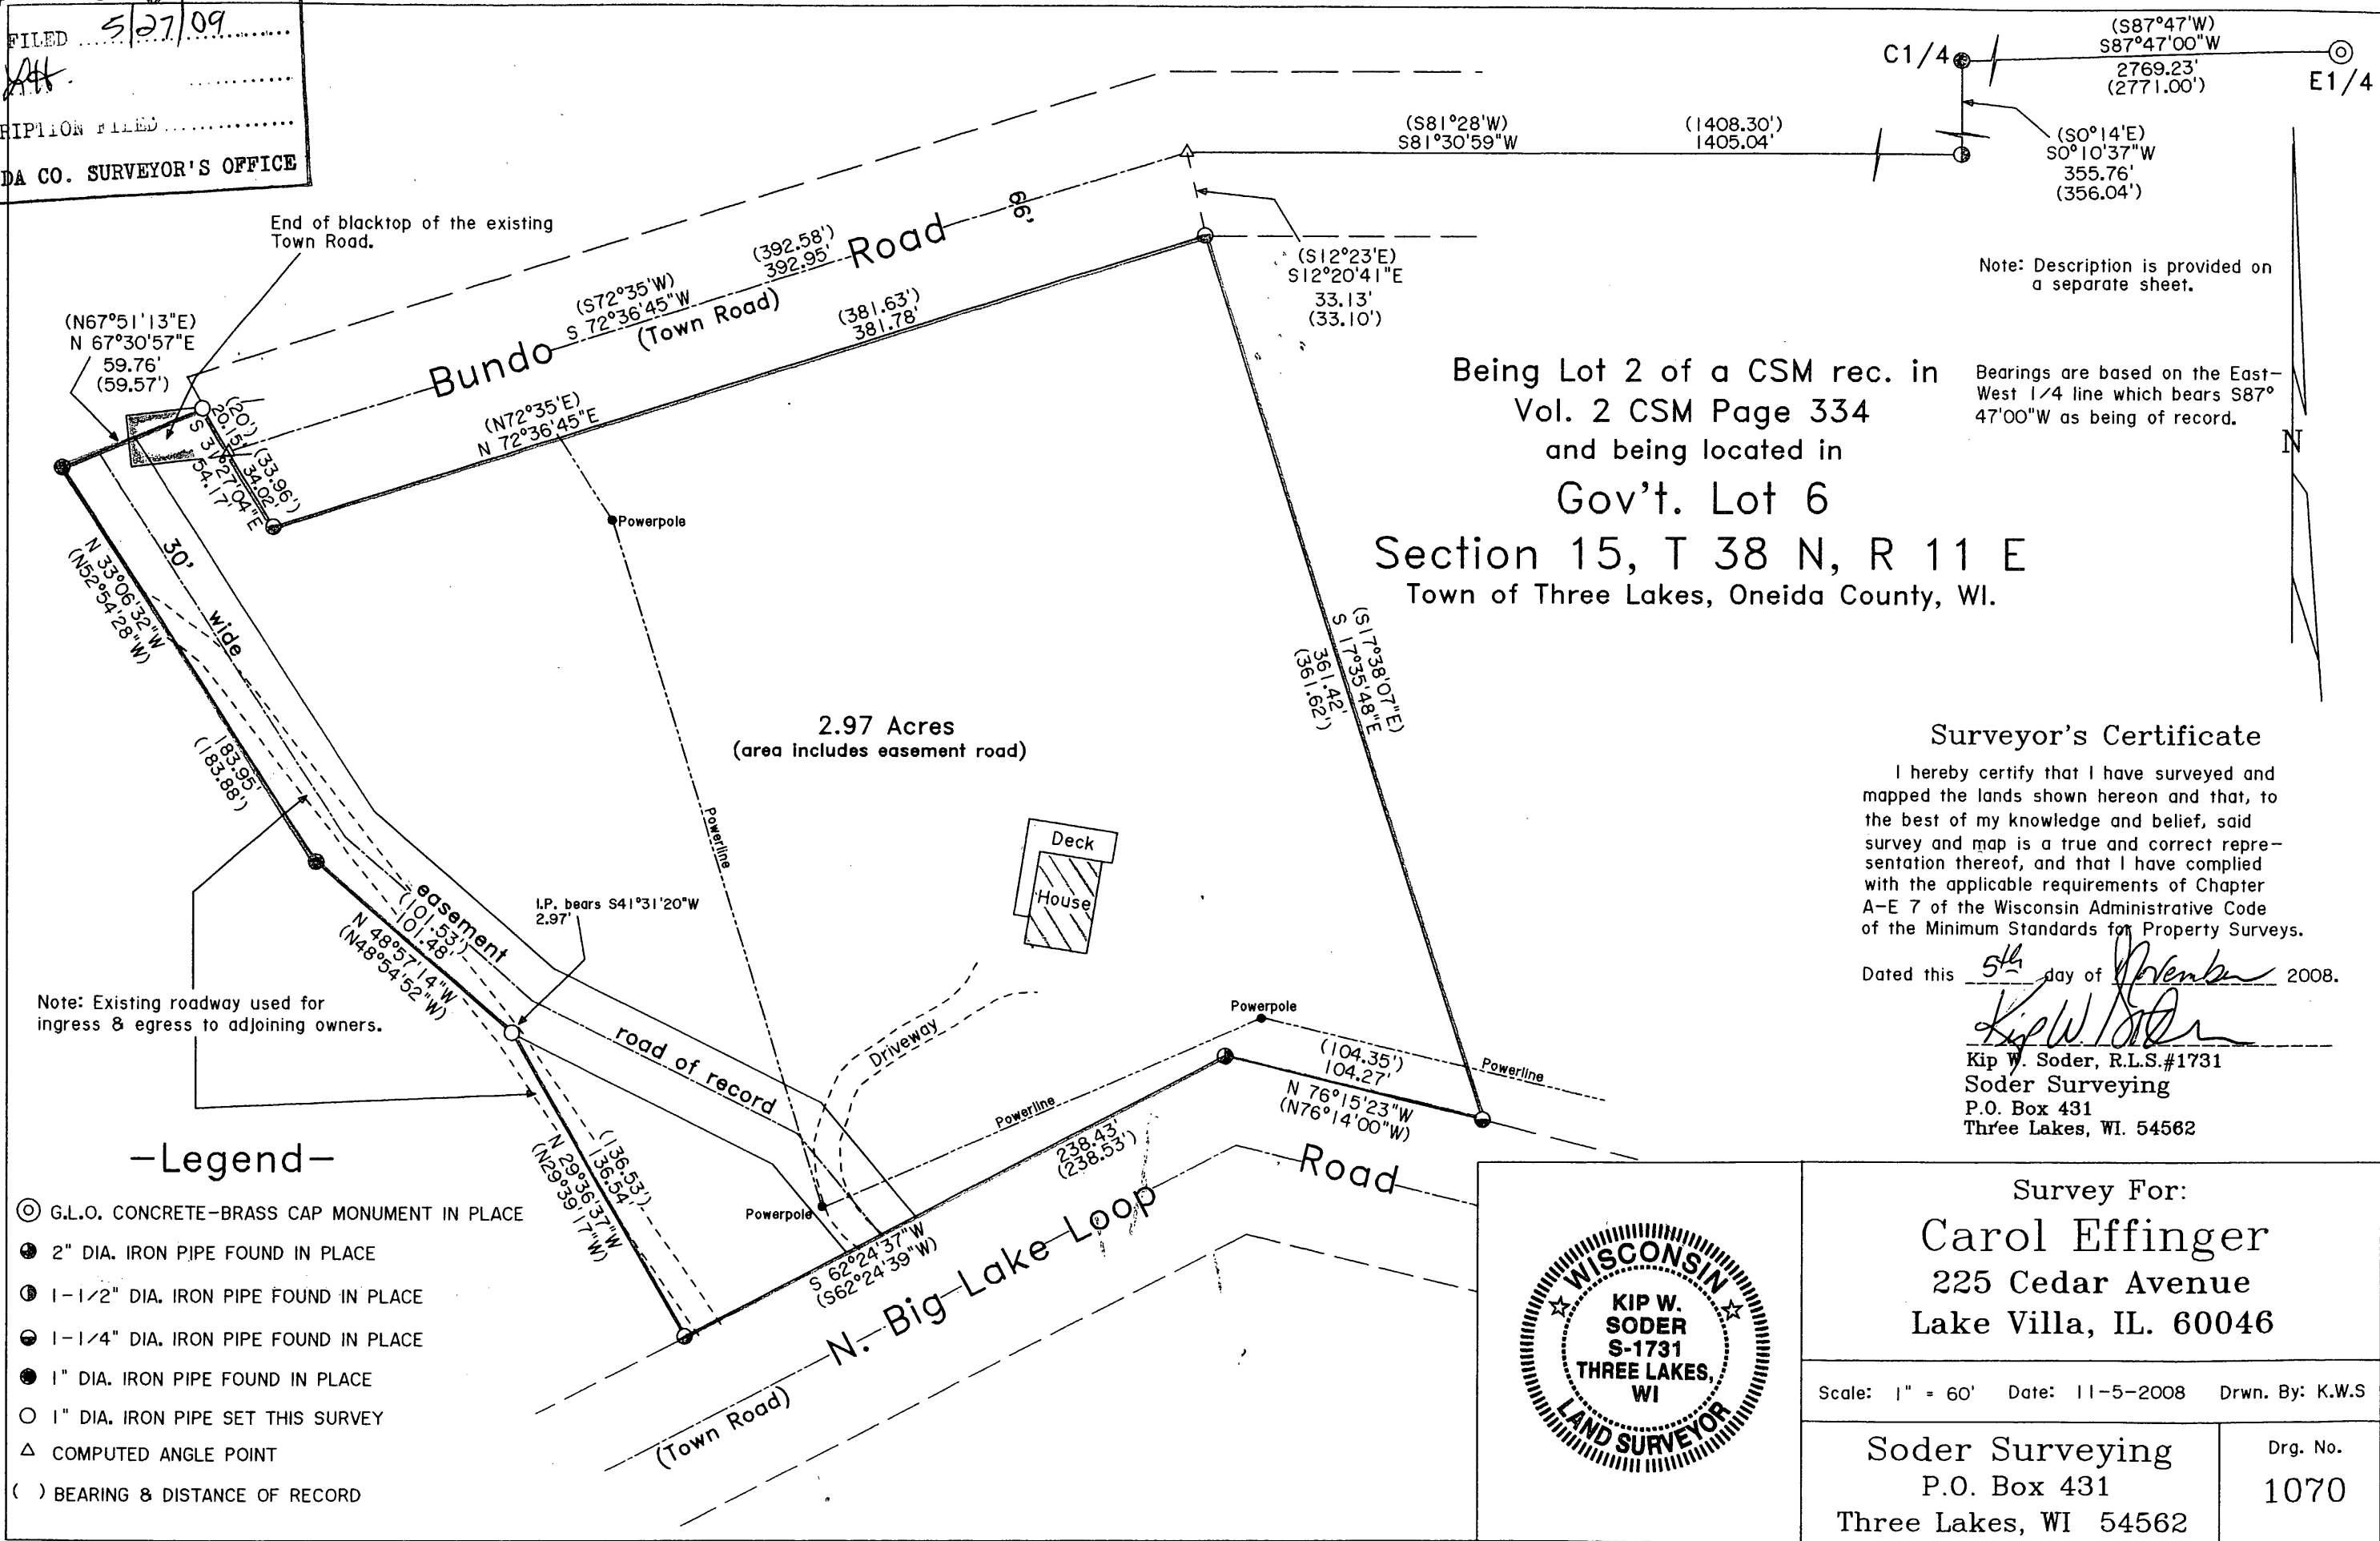 FILED 5/27/09
RIPTION FILED
DA CO. SURVEYOR'S OFFICE
End of blacktop of the existing
Town Road.
(N67°51'13"E)
N 67°30'57"E
59.76'
(59.57')
(20')
20.15'
(33.96')
34.02'
S 31°27'04"E
54.17'
Bundo Road
(Town Road)
66'
(S72°35'W)
S 72°36'45"W
(392.58')
392.95'
(381.63')
381.78'
(N72°35'E)
N 72°36'45"E
(S81°28'W)
S81°30'59"W
(1408.30')
1405.04'
C1/4
(S87°47'W)
S87°47'00"W
2769.23'
(2771.00')
E1/4
(S0°14'E)
S0°10'37"W
355.76'
(356.04')
(S12°23'E)
S12°20'41"E
33.13'
(33.10')
Note: Description is provided on
a separate sheet.
Being Lot 2 of a CSM rec. in
Vol. 2 CSM Page 334
and being located in
Gov't. Lot 6
Section 15, T 38 N, R 11 E
Town of Three Lakes, Oneida County, WI.
Bearings are based on the East-
West 1/4 line which bears S87°
47'00"W as being of record.
N
N 33°06'32"W
(N52°54'28"W)
183.95'
(183.88')
30'
wide
easement
road of record
Powerpole
Powerline
2.97 Acres
(area includes easement road)
Deck
House
(S17°38'07"E)
S 17°35'48"E
361.42'
(361.62')
(101.53')
101.48'
N 48°57'14"W
(N48°54'52"W)
I.P. bears S41°31'20"W
2.97'
Note: Existing roadway used for
ingress & egress to adjoining owners.
Driveway
Powerpole
Powerline
Powerline
Powerpole
(104.35')
104.27'
N 76°15'23"W
(N76°14'00"W)
238.43'
(238.53')
S 62°24'37"W
(S62°24'39"W)
(136.53')
136.54'
N 29°36'37"W
(N29°39'17"W)
N. Big Lake Loop Road
(Town Road)
Surveyor's Certificate
I hereby certify that I have surveyed and
mapped the lands shown hereon and that, to
the best of my knowledge and belief, said
survey and map is a true and correct repre-
sentation thereof, and that I have complied
with the applicable requirements of Chapter
A-E 7 of the Wisconsin Administrative Code
of the Minimum Standards for Property Surveys.
Dated this 5th day of November 2008.
Kip W. Soder
Kip W. Soder, R.L.S.#1731
Soder Surveying
P.O. Box 431
Three Lakes, WI. 54562
-Legend-
G.L.O. CONCRETE-BRASS CAP MONUMENT IN PLACE
2" DIA. IRON PIPE FOUND IN PLACE
1-1/2" DIA. IRON PIPE FOUND IN PLACE
1-1/4" DIA. IRON PIPE FOUND IN PLACE
1" DIA. IRON PIPE FOUND IN PLACE
1" DIA. IRON PIPE SET THIS SURVEY
COMPUTED ANGLE POINT
( ) BEARING & DISTANCE OF RECORD
WISCONSIN
KIP W.
SODER
S-1731
THREE LAKES,
WI
LAND SURVEYOR
Survey For:
Carol Effinger
225 Cedar Avenue
Lake Villa, IL. 60046
Scale: 1" = 60' Date: 11-5-2008 Drwn. By: K.W.S
Soder Surveying
P.O. Box 431
Three Lakes, WI 54562
Drg. No.
1070